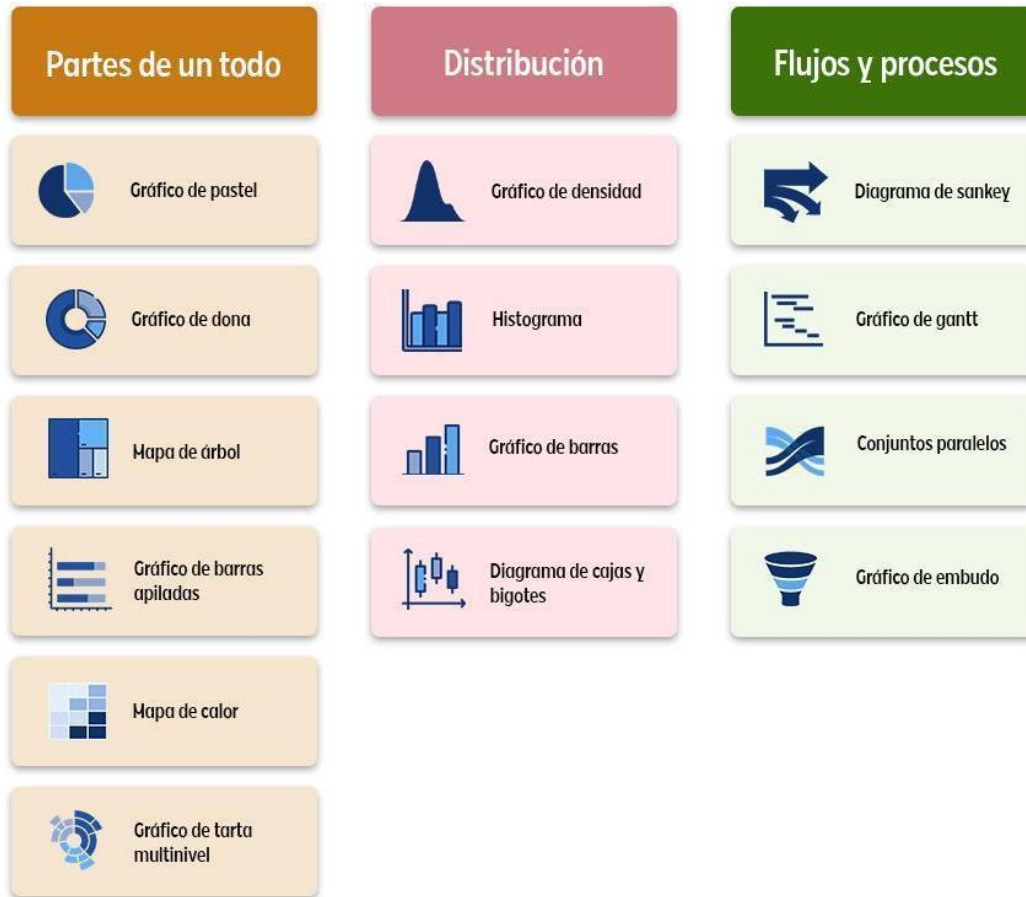 Partes de un todo
Gráfico de pastel
Gráfico de dona
Mapa de árbol
Gráfico de barras
apiladas
Mapa de calor
Gráfico de tarta
multinivel
Distribución
Gráfico de densidad
Histograma
Gráfico de barras
Diagrama de cajas y
bigotes
Flujos y procesos
Diagrama de sankey
Gráfico de gantt
Conjuntos paralelos
Gráfico de embudo